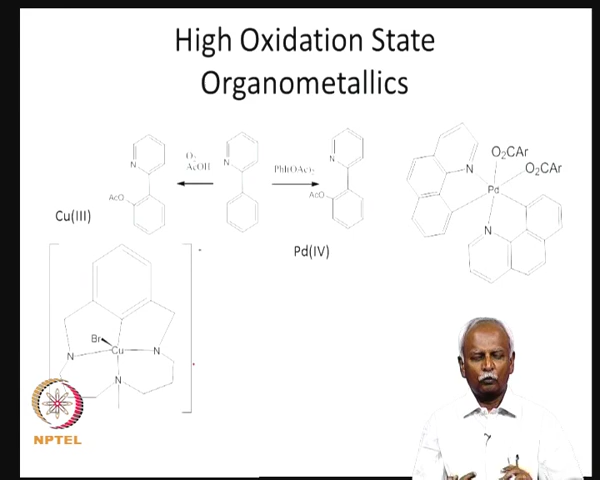 High Oxidation State
Organometallics
O2
AcOH
PhI(OAc)2
N
N
N
AcO
AcO
Cu(III)
Pd(IV)
O2CAr
O2CAr
N
Pd
N
Br
Cu
N
N
N
NPTEL